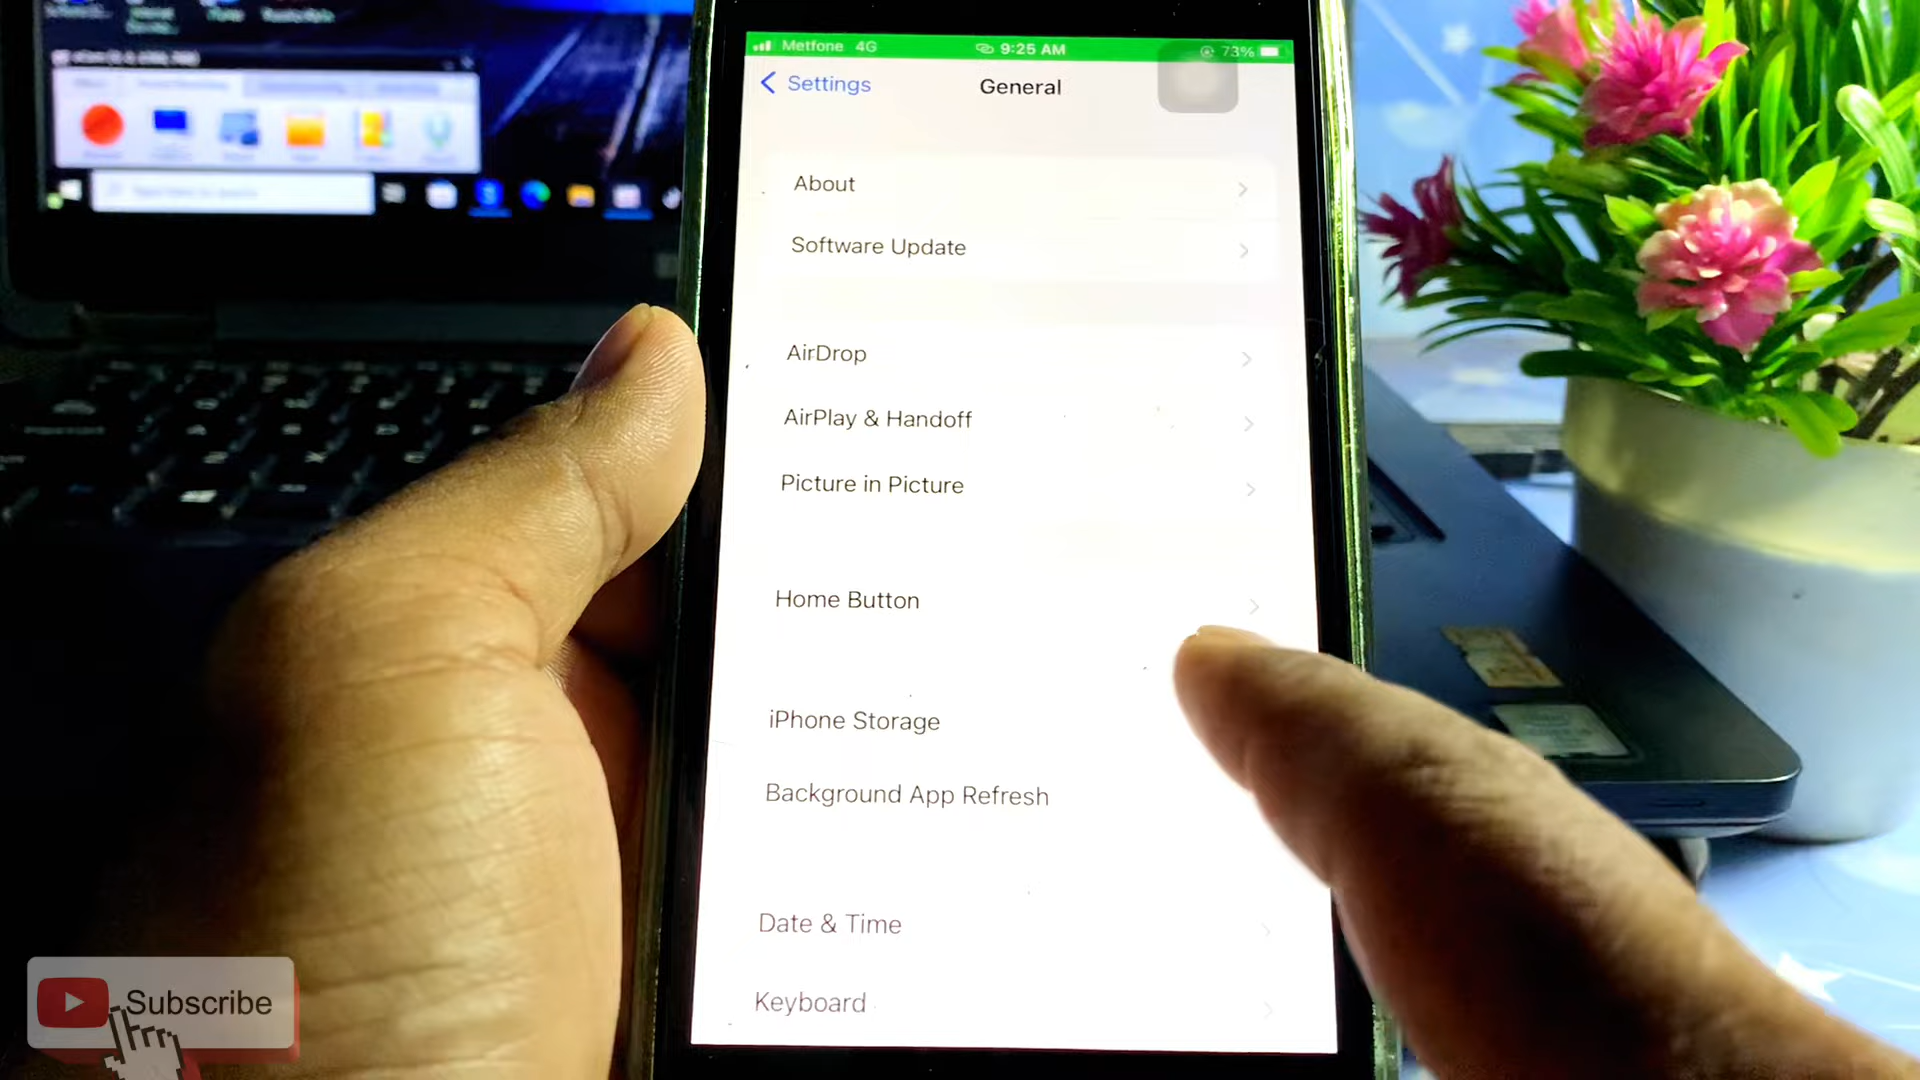 Metfone 4G 9:25 AM 73%
Settings General
About
Software Update
AirDrop
AirPlay & Handoff
Picture in Picture
Home Button
iPhone Storage
Background App Refresh
Date & Time
Keyboard
Subscribe